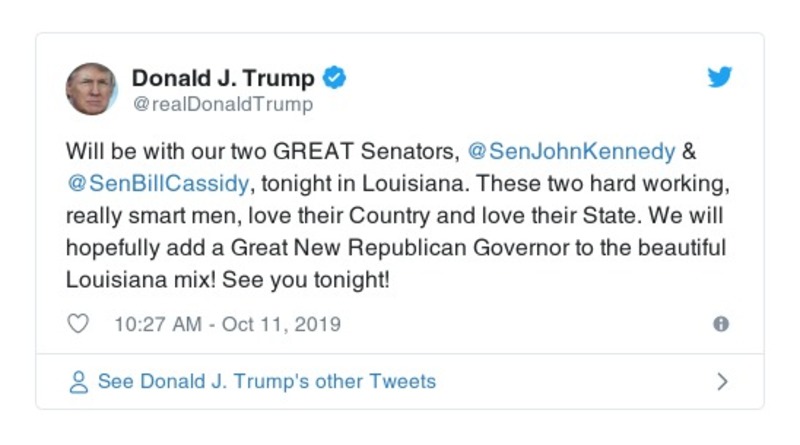 Donald J. Trump
@realDonaldTrump
Will be with our two GREAT Senators, @SenJohnKennedy &
@SenBillCassidy, tonight in Louisiana. These two hard working,
really smart men, love their Country and love their State. We will
hopefully add a Great New Republican Governor to the beautiful
Louisiana mix! See you tonight!
10:27 AM - Oct 11, 2019
See Donald J. Trump's other Tweets